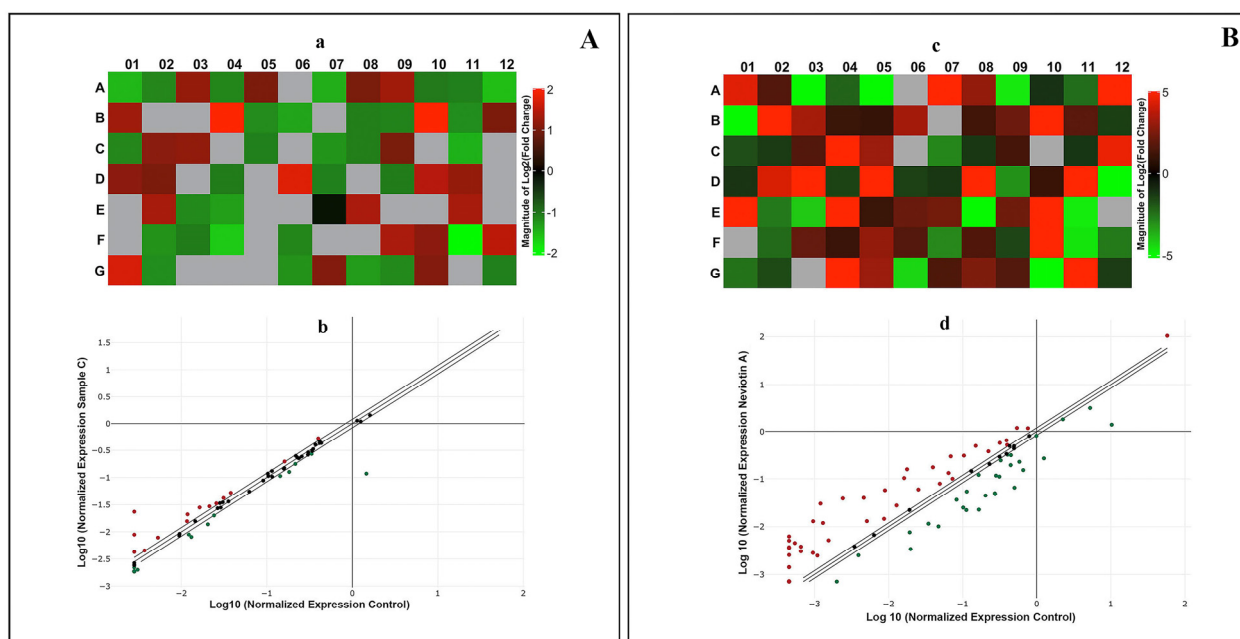 A
a
01 02 03 04 05 06 07 08 09 10 11 12
A
B
C
D
E
F
G
2
1
0
-1
-2
Magnitude of Log2(Fold Change)
b
1.5
1
0.5
0
−0.5
−1
−1.5
−2
−2.5
−3
−2 −1 0 1 2
Log10 (Normalized Expression Sample C)
Log10 (Normalized Expression Control)
B
c
01 02 03 04 05 06 07 08 09 10 11 12
A
B
C
D
E
F
G
5
0
-5
Magnitude of Log2(Fold Change)
d
2
1
0
−1
−2
−3
−3 −2 −1 0 1 2
Log 10 (Normalized Expression Neviotin A)
Log 10 (Normalized Expression Control)